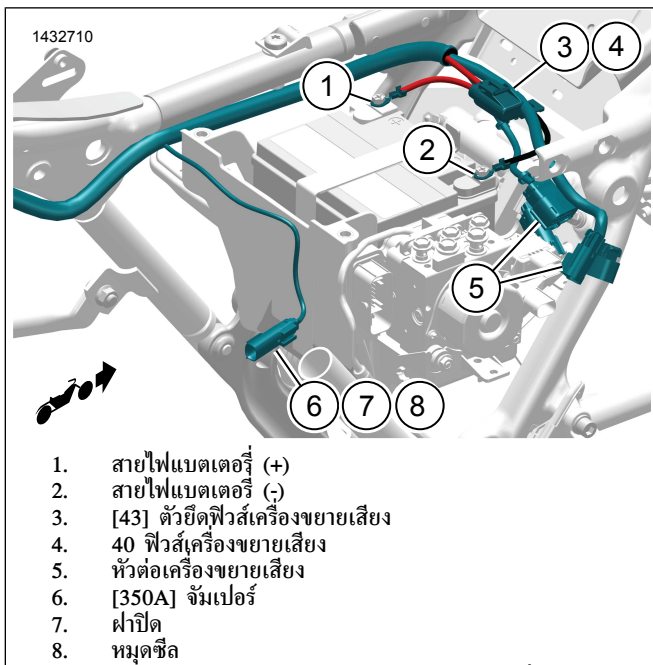 1432710
3 4
1
2
5
6 7 8
1. สายไฟแบตเตอรี่ (+)
2. สายไฟแบตเตอรี่ (-)
3. [43] ตัวยึดฟิวส์เครื่องขยายเสียง
4. 40 ฟิวส์เครื่องขยายเสียง
5. หัวต่อเครื่องขยายเสียง
6. [350A] จัมเปอร์
7. ฝาปิด
8. หมุดซีล